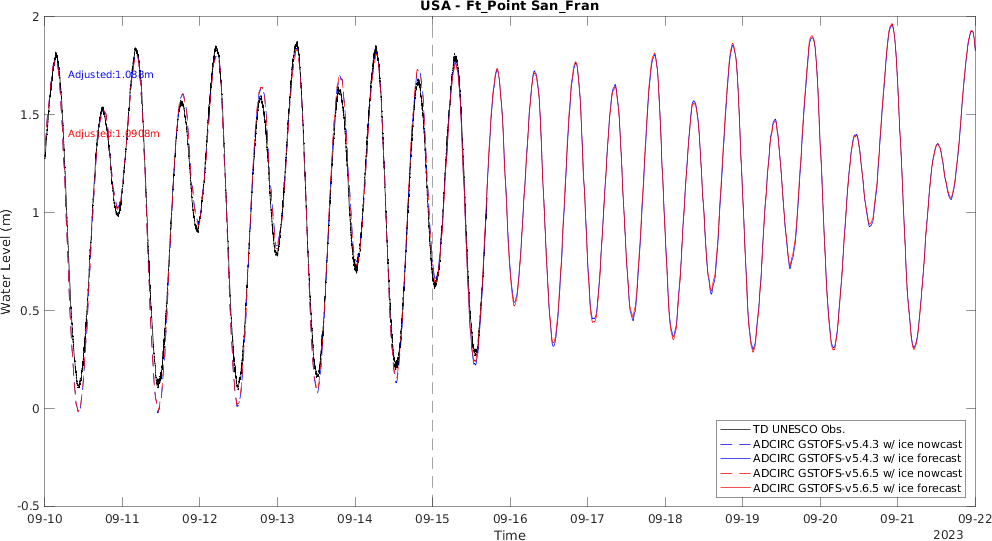 USA - Ft_Point San_Fran
2
1.5
1
0.5
0
-0.5
Water Level (m)
Adjusted:1.088m
Adjusted:1.0908m
TD UNESCO Obs.
ADCIRC GSTOFS-v5.4.3 w/ ice nowcast
ADCIRC GSTOFS-v5.4.3 w/ ice forecast
ADCIRC GSTOFS-v5.6.5 w/ ice nowcast
ADCIRC GSTOFS-v5.6.5 w/ ice forecast
09-10 09-11 09-12 09-13 09-14 09-15 09-16 09-17 09-18 09-19 09-20 09-21 09-22
Time
2023